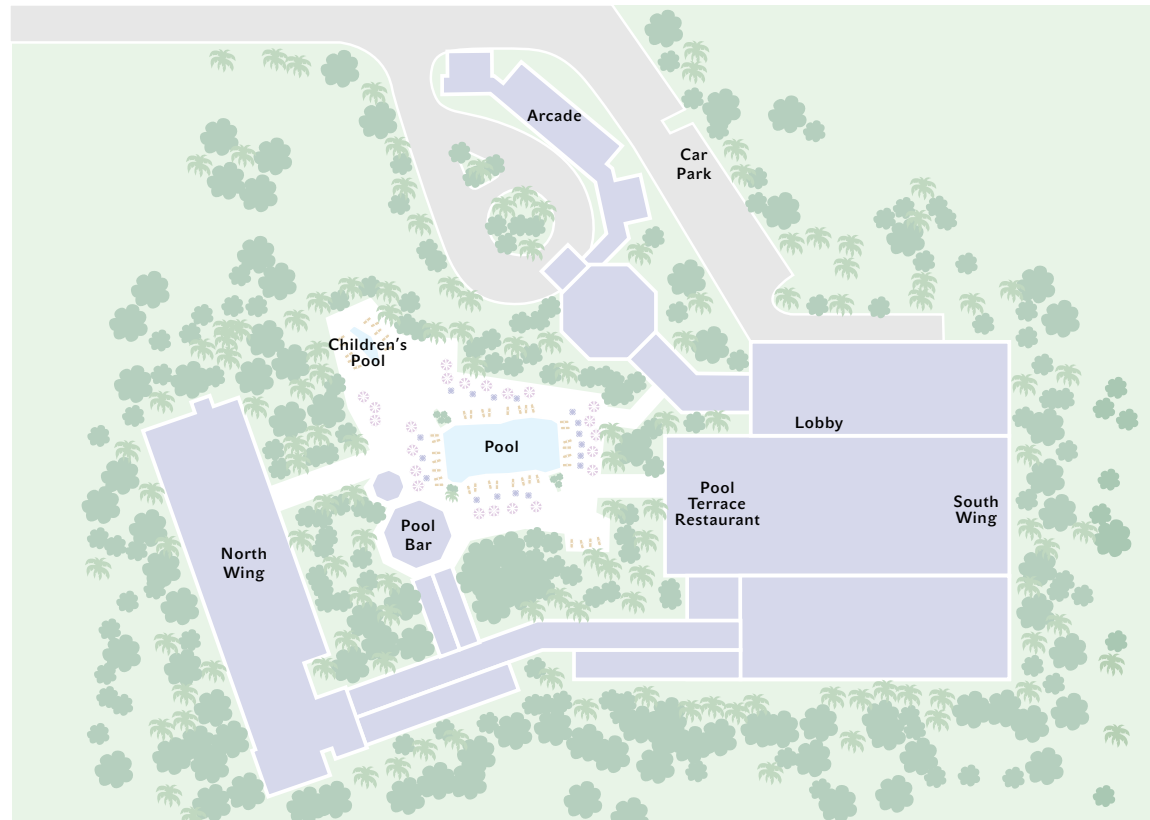 Arcade
Car
Park
Children's
Pool
Lobby
Pool
Pool
Terrace
Restaurant
South
Wing
Pool
Bar
North
Wing